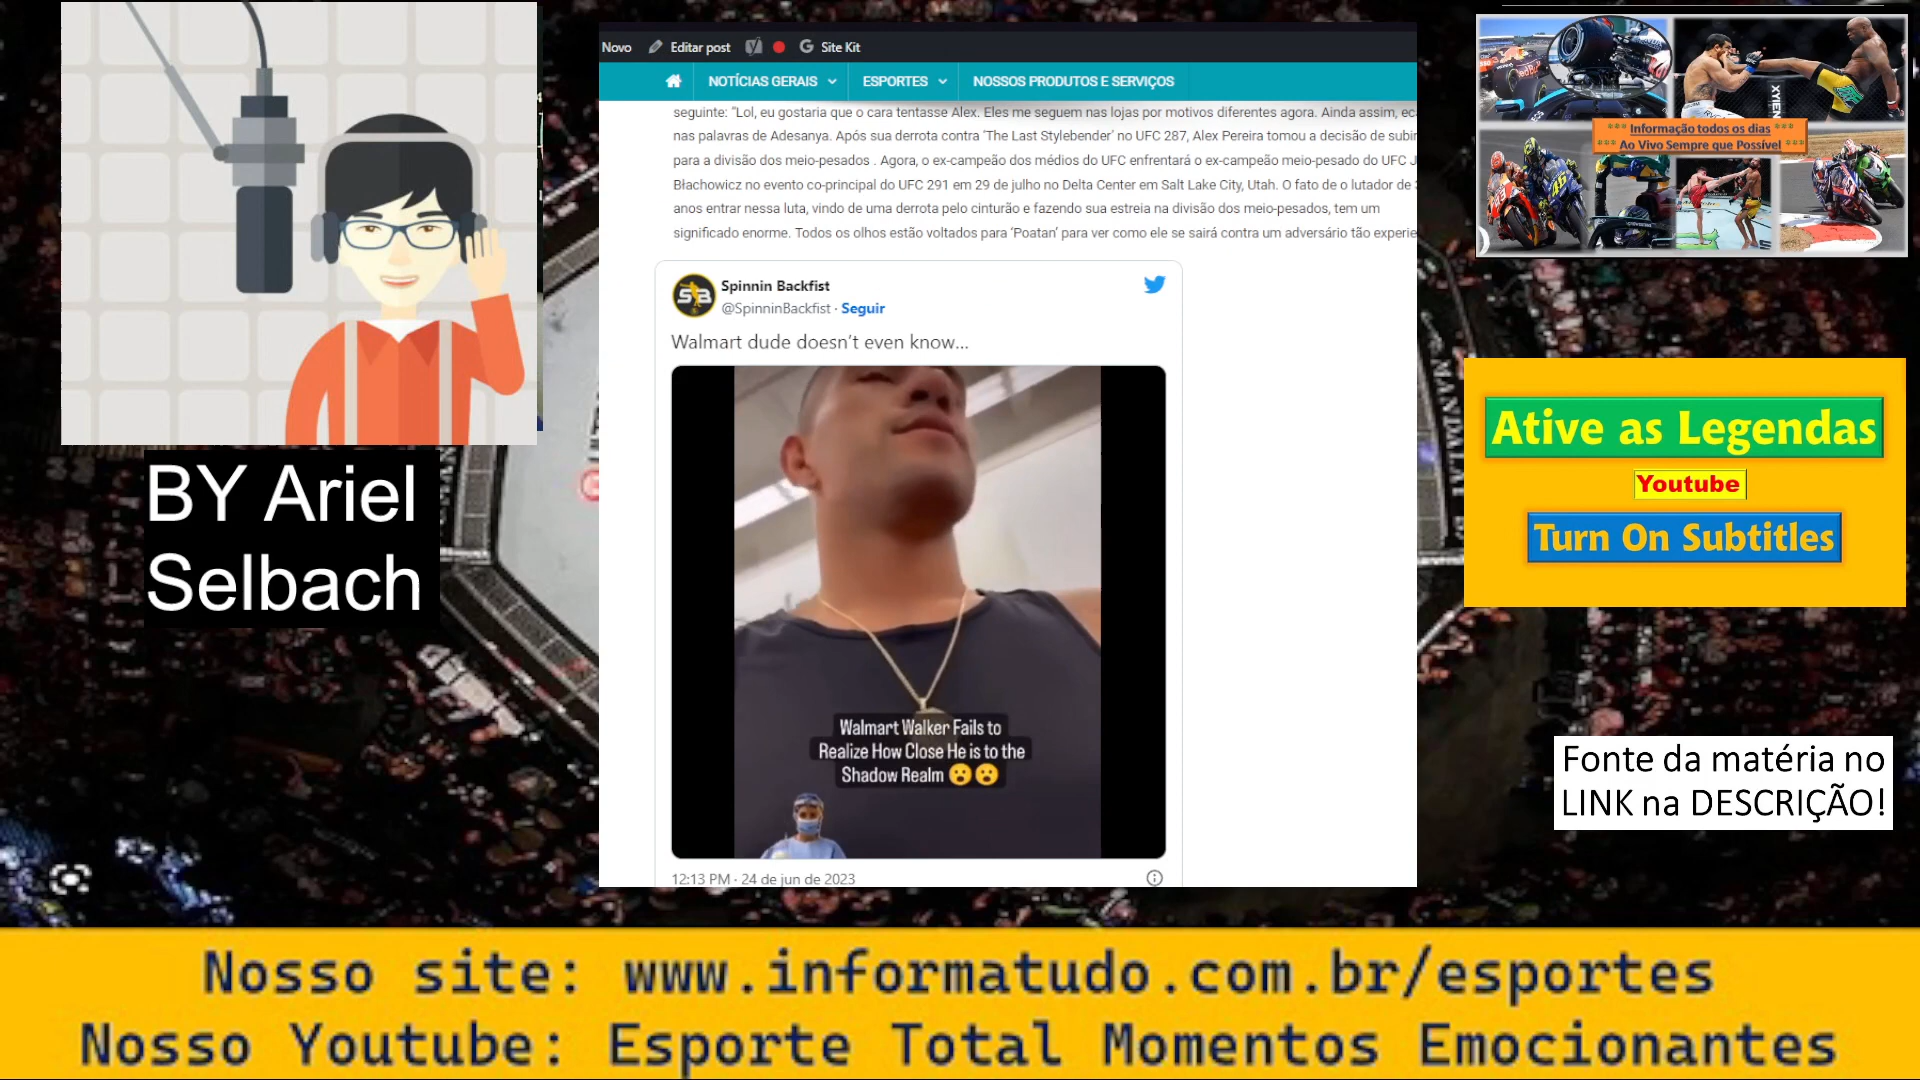 BY Ariel
Selbach
Novo
Editar post
Site Kit
NOTÍCIAS GERAIS
ESPORTES
NOSSOS PRODUTOS E SERVIÇOS
seguinte: “Lol, eu gostaria que o cara tentasse Alex. Eles me seguem nas lojas por motivos diferentes agora. Ainda assim,
nas palavras de Adesanya. Após sua derrota contra ‘The Last Stylebender’ no UFC 287, Alex Pereira tomou a decisão de subir
para a divisão dos meio-pesados . Agora, o ex-campeão dos médios do UFC enfrentará o ex-campeão meio-pesado do UFC
Błachowicz no evento co-principal do UFC 291 em 29 de julho no Delta Center em Salt Lake City, Utah. O fato de o lutador de
anos entrar nessa luta, vindo de uma derrota pelo cinturão e fazendo sua estreia na divisão dos meio-pesados, tem um
significado enorme. Todos os olhos estão voltados para ‘Poatan’ para ver como ele se sairá contra um adversário tão
SB
Spinnin Backfist
@SpinninBackfist · Seguir
Walmart dude doesn’t even know...
Walmart Walker Fails to
Realize How Close He is to the
Shadow Realm 😮😮
12:13 PM · 24 de jun de 2023
*** Informação todos os dias ***
*** Ao Vivo Sempre que Possível ***
Ative as Legendas
Youtube
Turn On Subtitles
Fonte da matéria no
LINK na DESCRIÇÃO!
Nosso site: www.informatudo.com.br/esportes
Nosso Youtube: Esporte Total Momentos Emocionantes